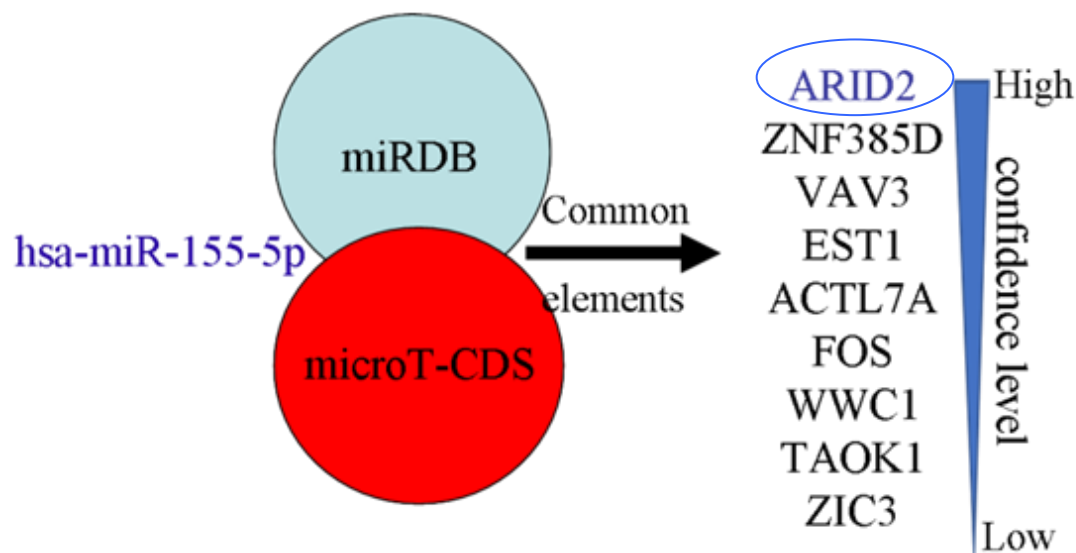 hsa-miR-155-5p
miRDB
microT-CDS
Common
elements
ARID2
ZNF385D
VAV3
EST1
ACTL7A
FOS
WWC1
TAOK1
ZIC3
High
confidence level
Low